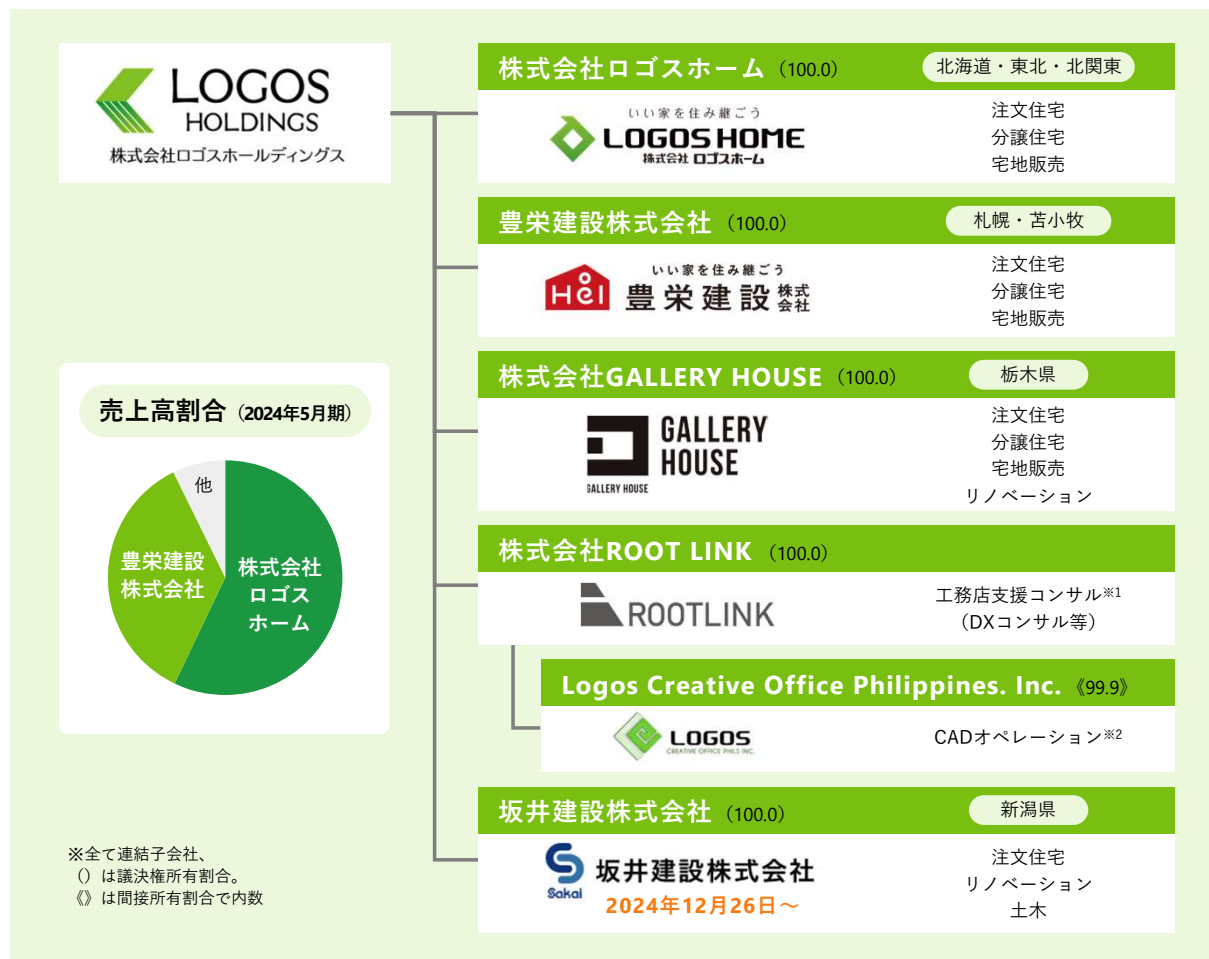 LOGOS
HOLDINGS
株式会社ロゴスホールディングス
株式会社ロゴスホーム（100.0）
北海道・東北・北関東
いい家を住み継ごう
LOGOS HOME
株式会社 ロゴスホーム
注文住宅
分譲住宅
宅地販売
豊栄建設株式会社（100.0）
札幌・苫小牧
Hei
いい家を住み継ごう
豊栄建設株式会社
注文住宅
分譲住宅
宅地販売
株式会社GALLERY HOUSE（100.0）
栃木県
GALLERY
HOUSE
GALLERY HOUSE
注文住宅
分譲住宅
宅地販売
リノベーション
株式会社ROOT LINK（100.0）
ROOTLINK
工務店支援コンサル※1
（DXコンサル等）
Logos Creative Office Philippines. Inc.《99.9》
LOGOS
CREATIVE OFFICE PHILS INC.
CADオペレーション※2
坂井建設株式会社（100.0）
新潟県
Sakai
坂井建設株式会社
2024年12月26日～
注文住宅
リノベーション
土木
売上高割合（2024年5月期）
他
豊栄建設
株式会社
株式会社
ロゴス
ホーム
※全て連結子会社、
（）は議決権所有割合。
《》は間接所有割合で内数